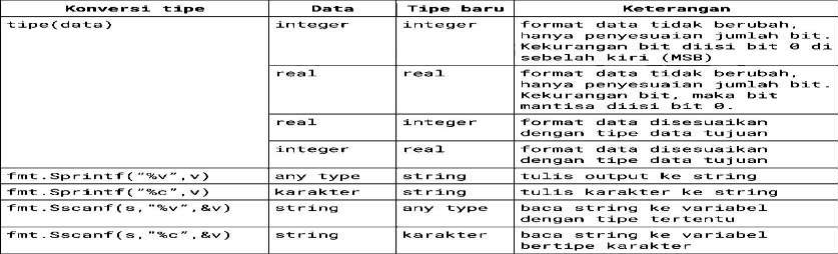 Konversi tipe Data Tipe baru Keterangan
tipe(data) integer integer format data tidak berubah,
hanya penyesuaian jumlah bit.
Kekurangan bit diisi bit 0 di
sebelah kiri (MSB)
real real format data tidak berubah,
hanya penyesuaian jumlah bit.
Kekurangan bit, maka bit
mantisa diisi bit 0.
real integer format data disesuaikan
dengan tipe data tujuan
integer real format data disesuaikan
dengan tipe data tujuan
fmt.Sprintf("%v",v) any type string tulis output ke string
fmt.Sprintf("%c",v) karakter string tulis karakter ke string
fmt.Sscanf(s,"%v",&v) string any type baca string ke variabel
dengan tipe tertentu
fmt.Sscanf(s,"%c",&v) string karakter baca string ke variabel
bertipe karakter